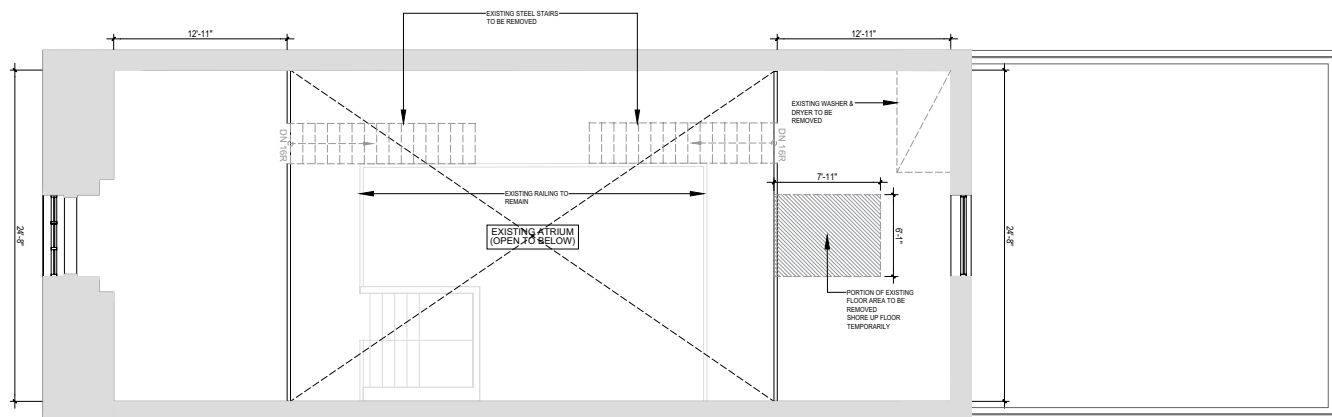 EXISTING STEEL STAIRS
TO BE REMOVED
12'-11"
12'-11"
EXISTING WASHER &
DRYER TO BE
REMOVED
DN 16R
DN 16R
7'-11"
EXISTING RAILING TO
REMAIN
24'-8"
EXISTING ATRIUM
(OPEN TO BELOW)
6'-1"
24'-8"
PORTION OF EXISTING
FLOOR AREA TO BE
REMOVED
SHORE UP FLOOR
TEMPORARILY